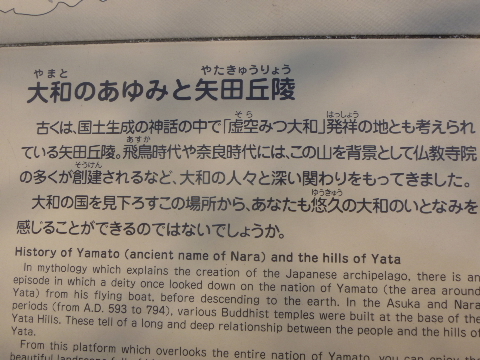 やまと やたきゅうりょう
大和のあゆみと矢田丘陵
そら はっしょう
古くは、国土生成の神話の中で「虚空みつ大和」発祥の地とも考えられ
あすか
ている矢田丘陵。飛鳥時代や奈良時代には、この山を背景として仏教寺院
そうけん
の多くが創建されるなど、大和の人々と深い関わりをもってきました。
ゆうきゅう
大和の国を見下ろすこの場所から、あなたも悠久の大和のいとなみを
感じることができるのではないでしょうか。
History of Yamato (ancient name of Nara) and the hills of Yata
In mythology which explains the creation of the Japanese archipelago, there is an
episode in which a deity once looked down on the nation of Yamato (the area around
Yata) from his flying boat, before descending to the earth. In the Asuka and Nara
periods (from A.D. 593 to 794), various Buddhist temples were built at the base of the
Yata Hills. These tell of a long and deep relationship between the people and the hills of
Yata.
From this platform which overlooks the entire nation of Yamato, you can enjoy the
beautiful landscape